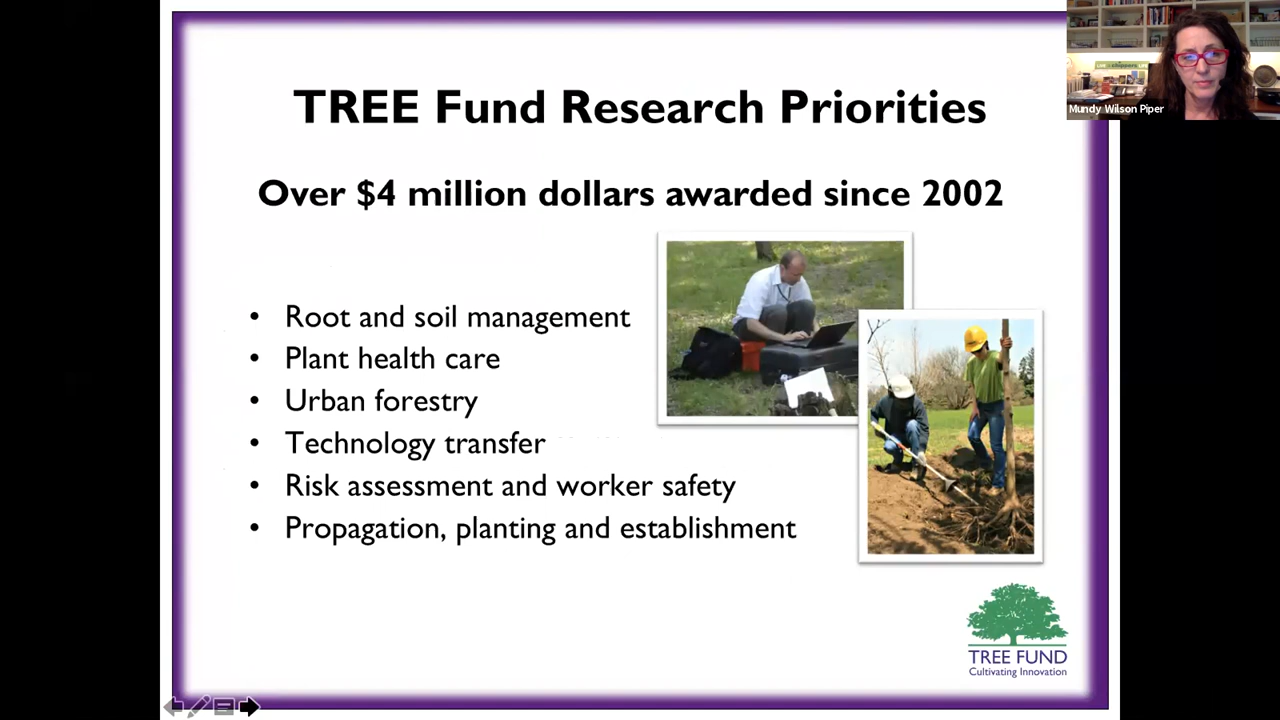 TREE Fund Research Priorities
Over $4 million dollars awarded since 2002
• Root and soil management
• Plant health care
• Urban forestry
• Technology transfer
• Risk assessment and worker safety
• Propagation, planting and establishment
TREE FUND
Cultivating Innovation
Mundy Wilson Piper